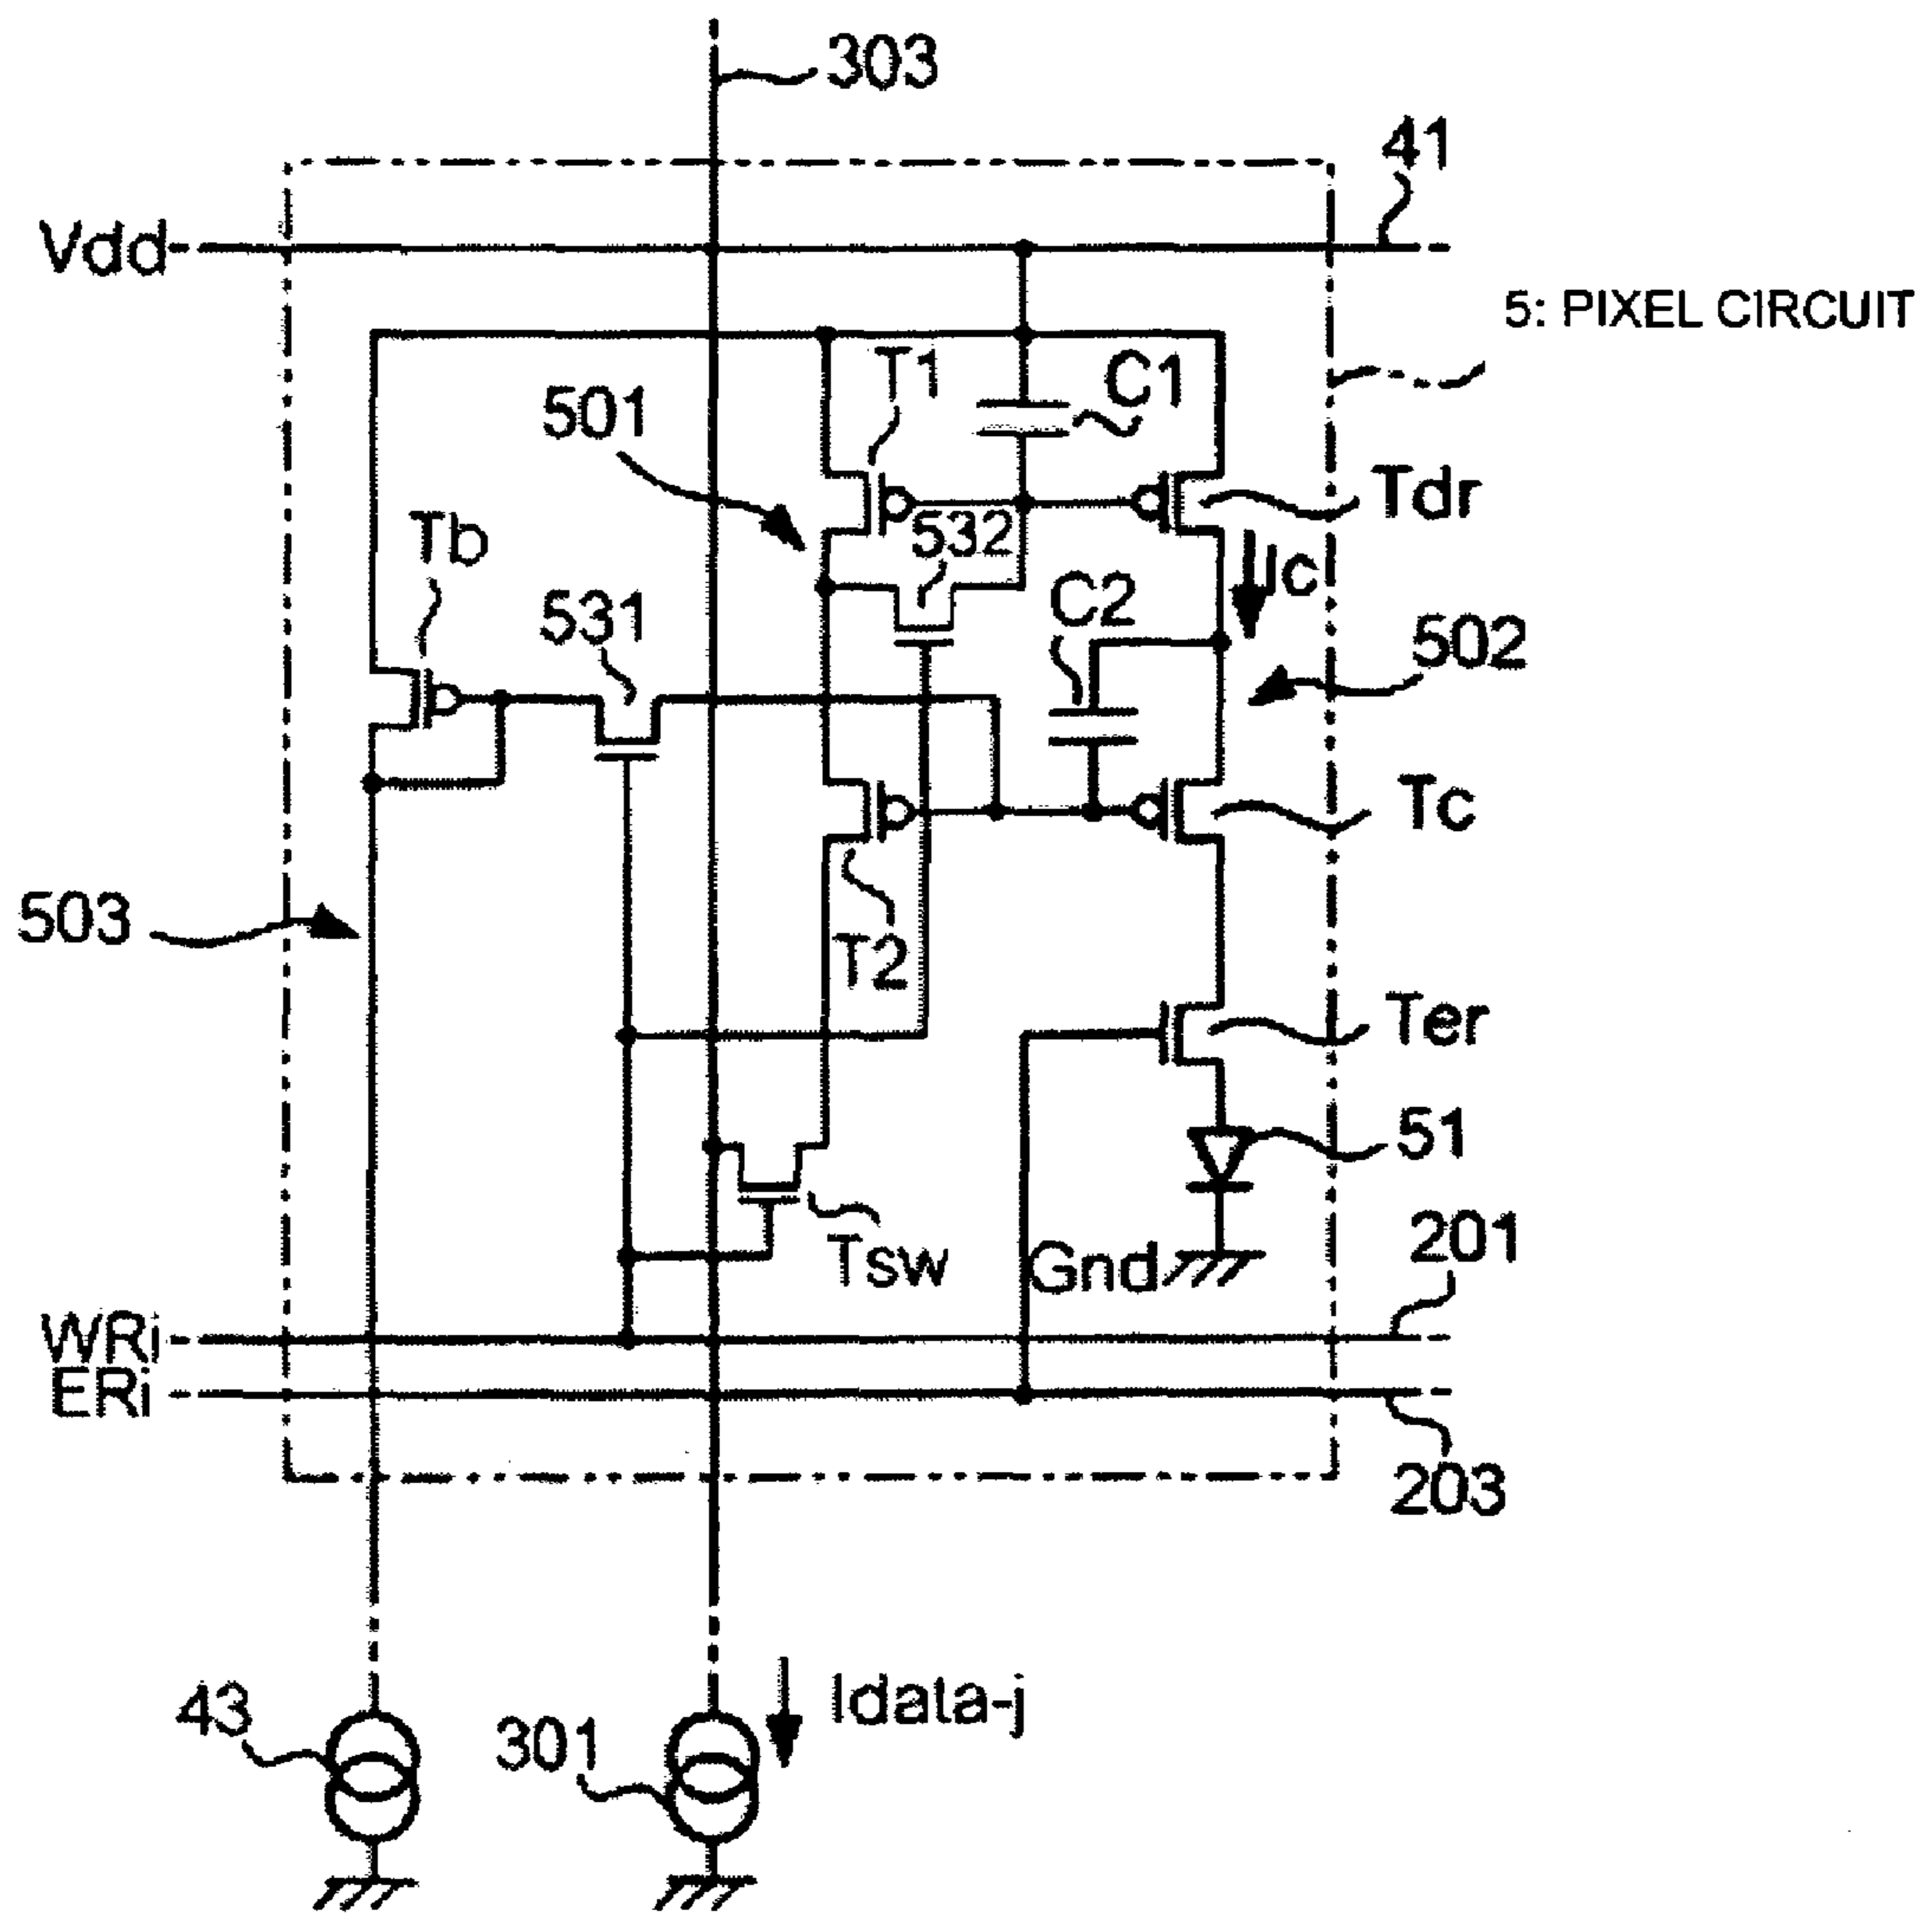 303
41
Vdd
5: PIXEL CIRCUIT
T1
C1
501
Tdr
Tb
532
Ic
531
C2
502
Tc
503
T2
Ter
51
201
Tsw
Gnd
WRi
ERi
203
43
301
Idata-j